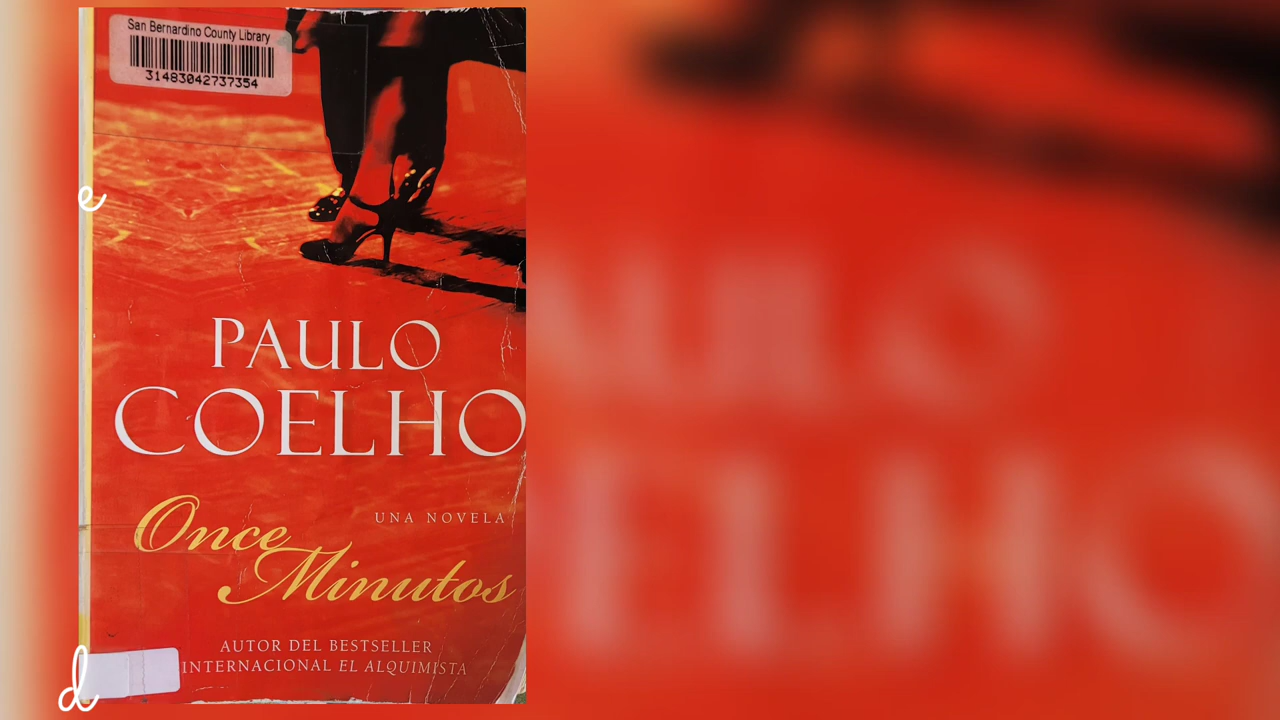 San Bernardino County Library
31483042737354
e
PAULO
COELHO
UNA NOVELA
Once
Minutos
AUTOR DEL BESTSELLER
INTERNACIONAL EL ALQUIMISTA
d